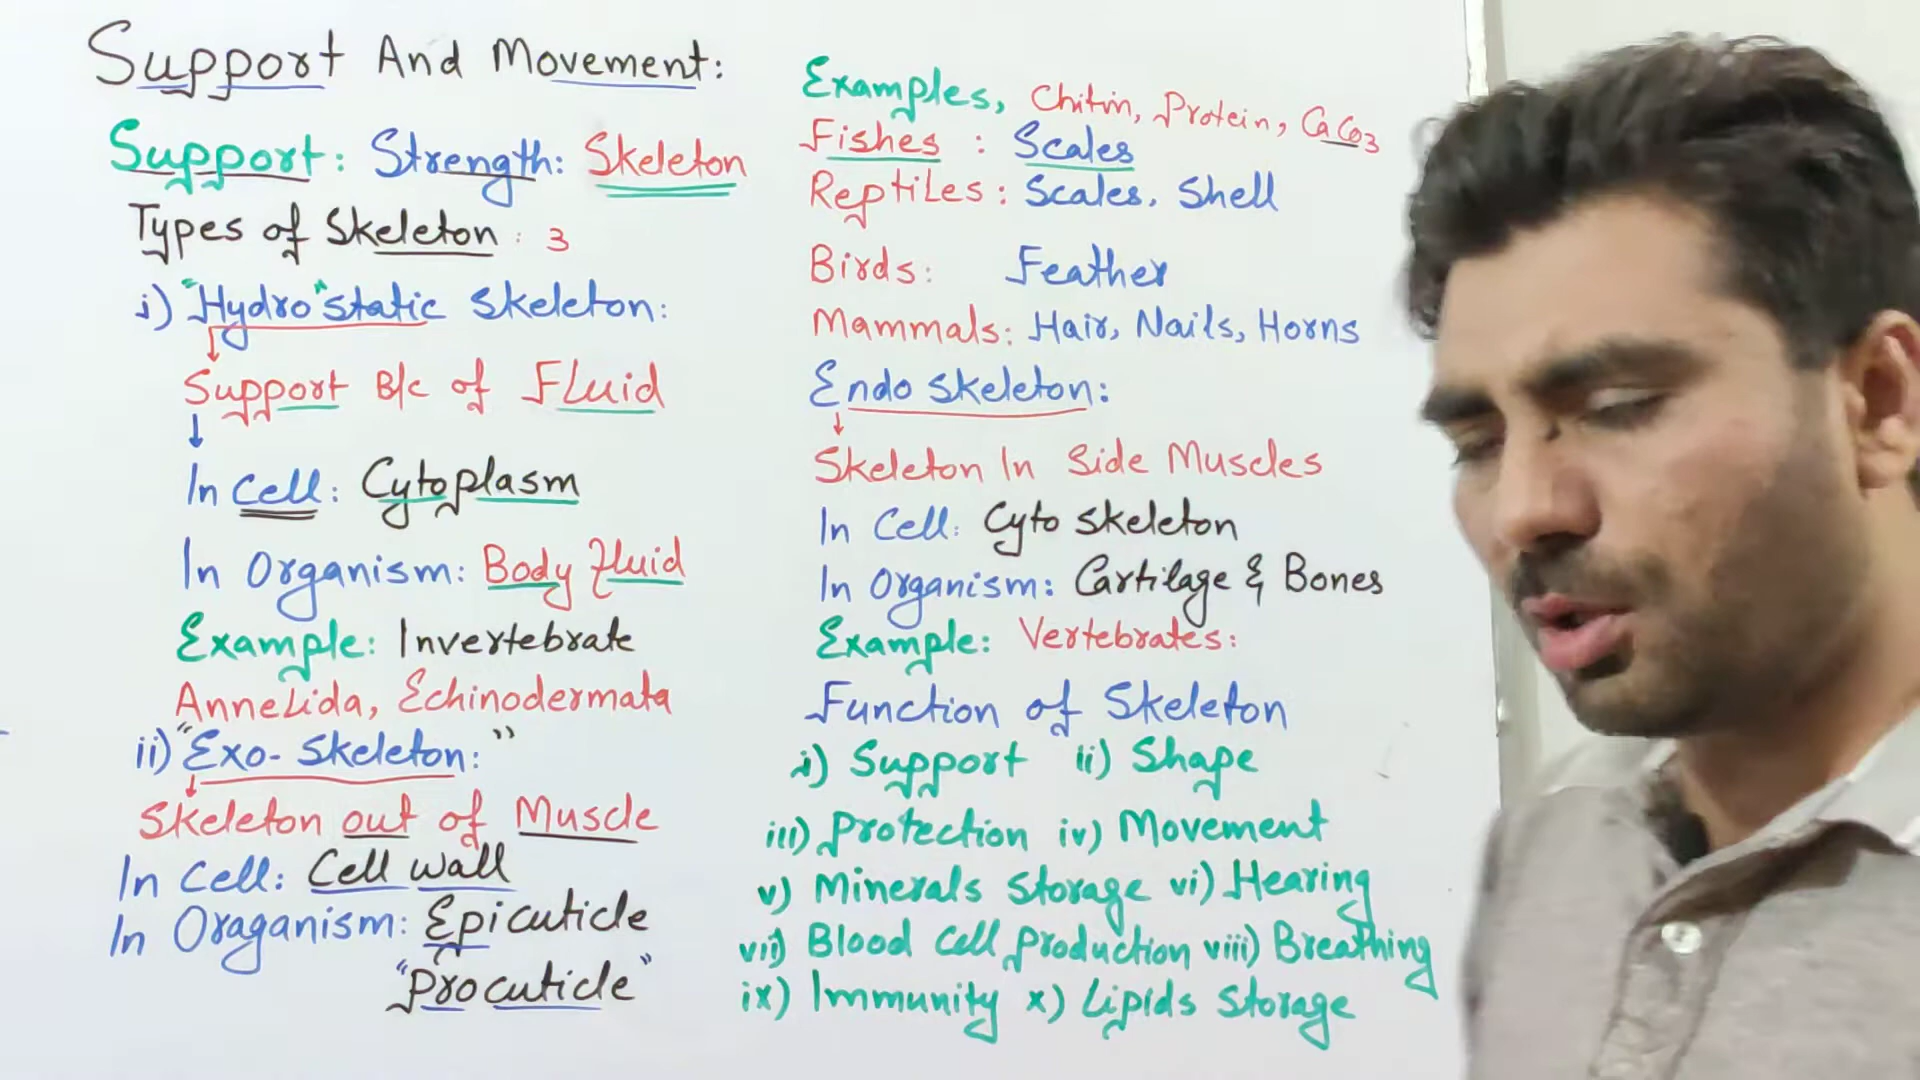 Support And Movement:
Support: Strength: Skeleton
Types of Skeleton: 3
i) "Hydro"static Skeleton:
Support B/c of Fluid
In Cell: Cytoplasm
In Organism: Body fluid
Example: Invertebrate
Annelida, Echinodermata
ii) "Exo-Skeleton:"
Skeleton out of Muscle
In Cell: Cell wall
In Oraganism: Epicuticle
"Procuticle"
Examples, Chitin, Protein, CaCo3
Fishes: Scales
Reptiles: Scales. Shell
Birds: Feather
Mammals: Hair, Nails, Horns
Endo Skeleton:
Skeleton In Side Muscles
In Cell: Cyto skeleton
In Organism: Cartilage & Bones
Example: Vertebrates:
Function of Skeleton
i) Support ii) Shape
iii) Protection iv) Movement
v) Minerals Storage vi) Hearing
vii) Blood Cell Production viii) Breathing
ix) Immunity x) Lipids Storage